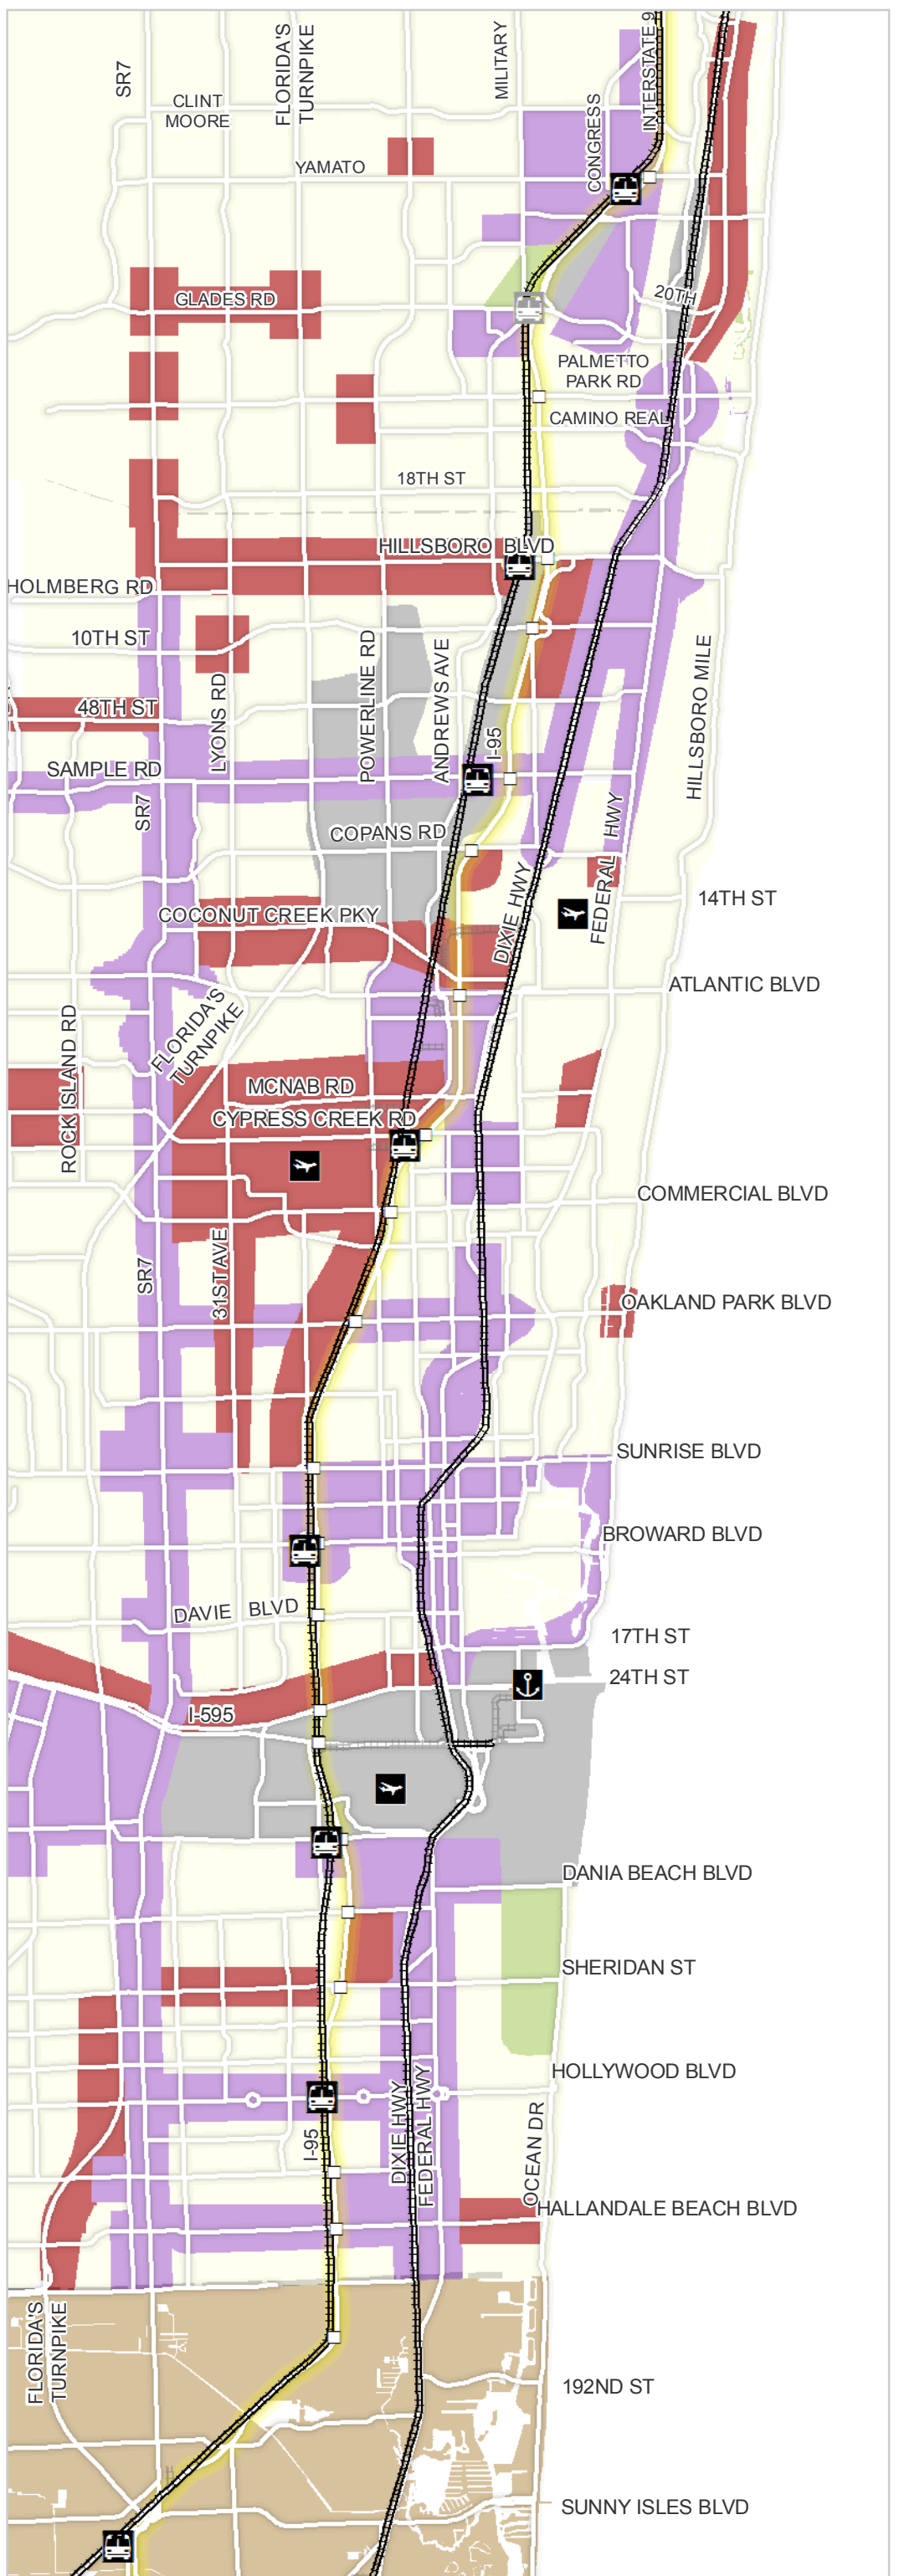 SR7
FLORIDA'S
TURNPIKE
MILITARY
INTERSTATE 9
CLINT
MOORE
CONGRESS
YAMATO
GLADES RD
20TH
PALMETTO
PARK RD
CAMINO REAL
18TH ST
HILLSBORO BLVD
HOLMBERG RD
10TH ST
POWERLINE RD
ANDREWS AVE
HILLSBORO MILE
LYONS RD
48TH ST
I-95
SAMPLE RD
SR7
COPANS RD
FEDERAL HWY
DIXIE HWY
14TH ST
COCONUT CREEK PKY
ATLANTIC BLVD
FLORIDA'S
TURNPIKE
ROCK ISLAND RD
MCNAB RD
CYPRESS CREEK RD
COMMERCIAL BLVD
SR7
31ST AVE
OAKLAND PARK BLVD
SUNRISE BLVD
BROWARD BLVD
DAVIE BLVD
17TH ST
24TH ST
I-595
DANIA BEACH BLVD
SHERIDAN ST
HOLLYWOOD BLVD
I-95
DIXIE HWY
FEDERAL HWY
OCEAN DR
HALLANDALE BEACH BLVD
FLORIDA'S
TURNPIKE
192ND ST
SUNNY ISLES BLVD